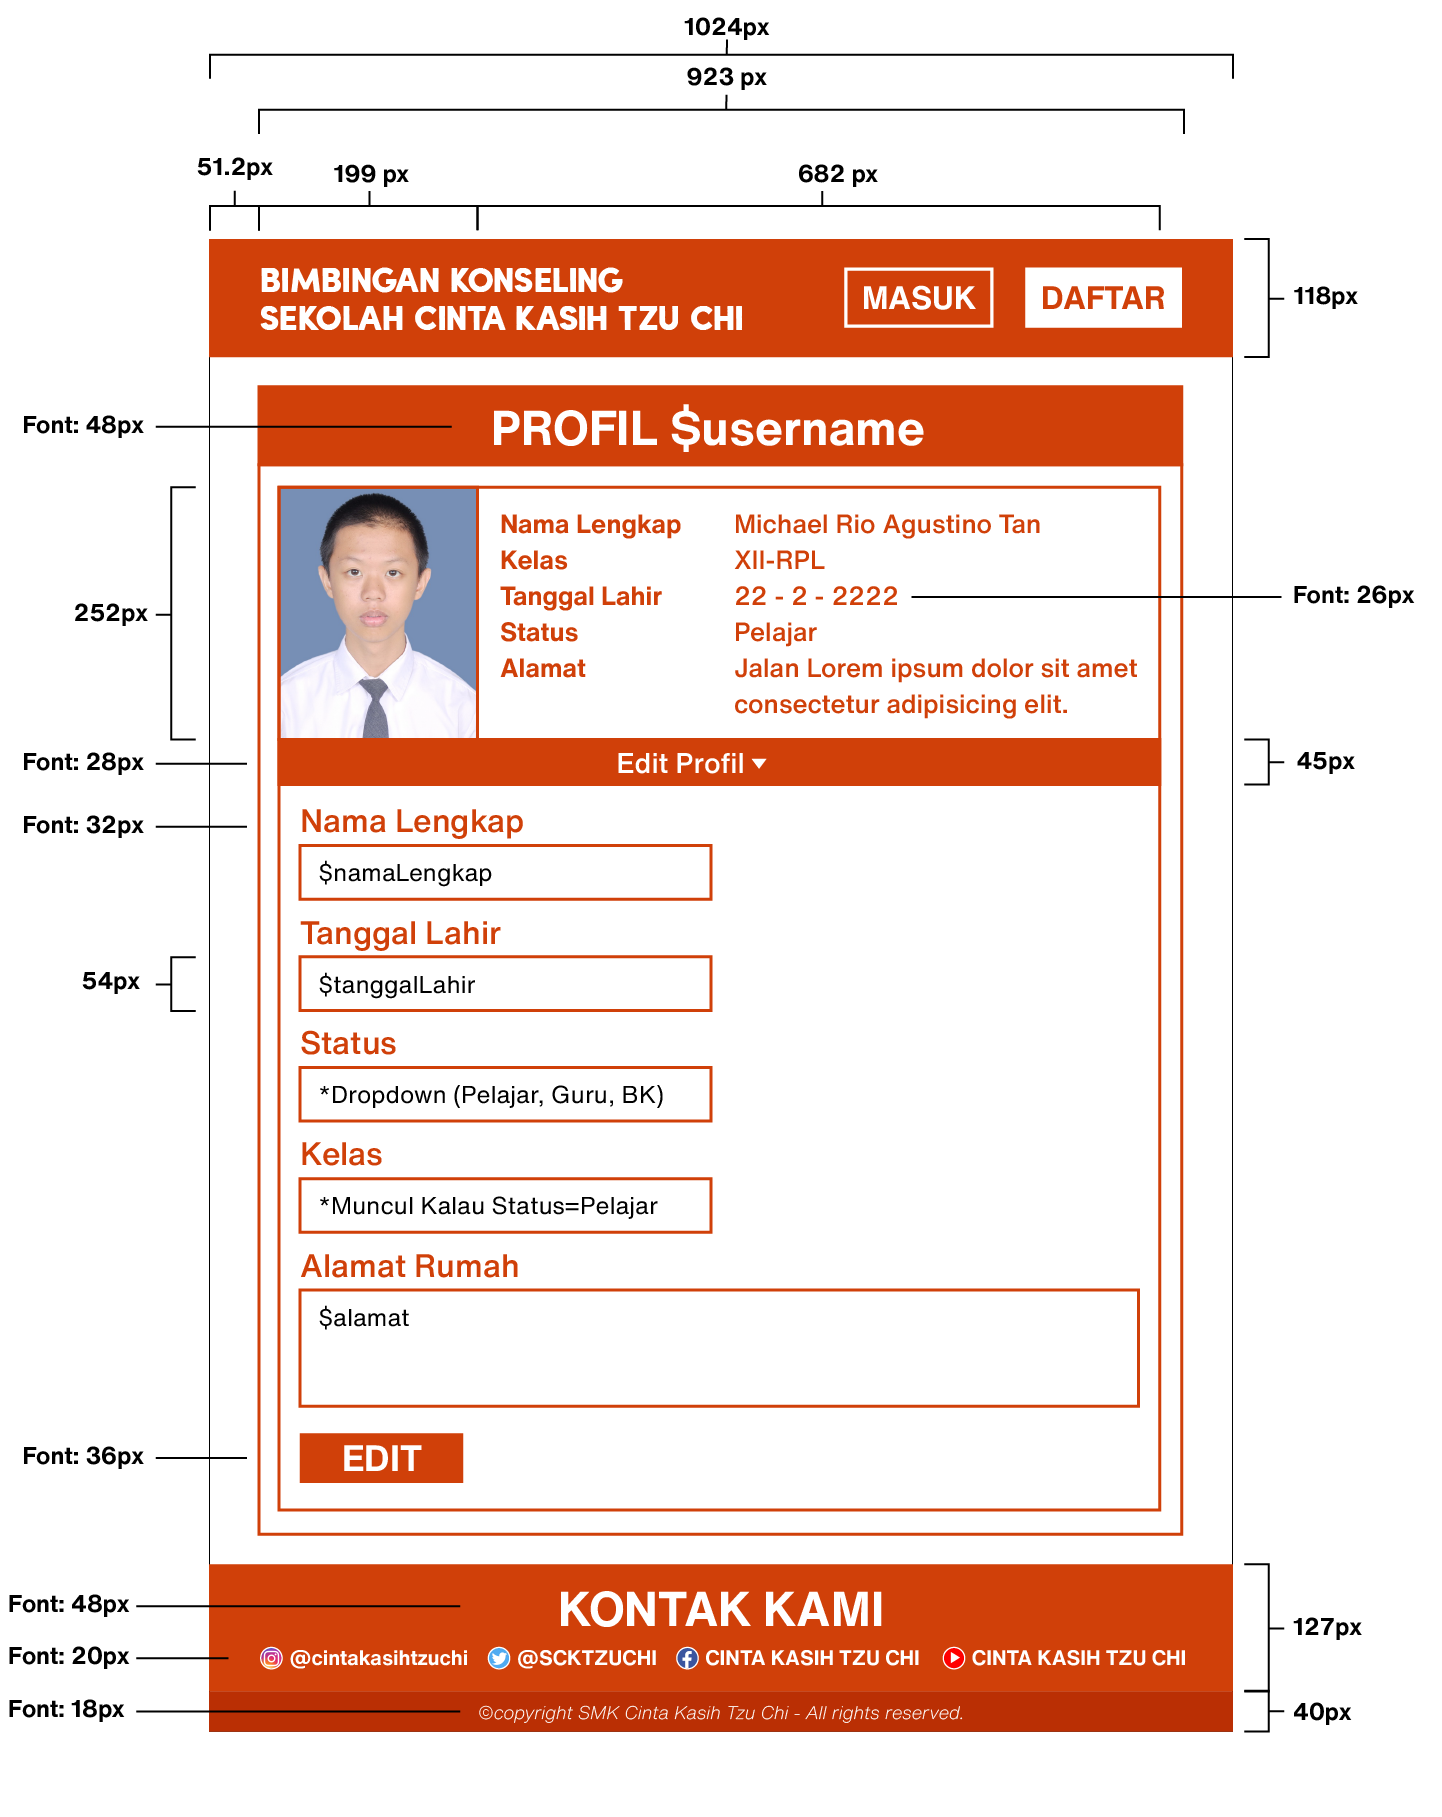 1024px
923 px
51.2px
199 px
682 px
BIMBINGAN KONSELING
SEKOLAH CINTA KASIH TZU CHI
MASUK
DAFTAR
118px
Font: 48px
PROFIL $username
252px
Nama Lengkap Michael Rio Agustino Tan
Kelas XII-RPL
Tanggal Lahir 22 - 2 - 2222
Font: 26px
Status Pelajar
Alamat Jalan Lorem ipsum dolor sit amet
consectetur adipisicing elit.
Font: 28px
Edit Profil
45px
Font: 32px
Nama Lengkap
$namaLengkap
Tanggal Lahir
54px
$tanggalLahir
Status
*Dropdown (Pelajar, Guru, BK)
Kelas
*Muncul Kalau Status=Pelajar
Alamat Rumah
$alamat
Font: 36px
EDIT
Font: 48px
KONTAK KAMI
127px
Font: 20px
@cintakasihtzuchi @SCKTZUCHI CINTA KASIH TZU CHI CINTA KASIH TZU CHI
Font: 18px
©copyright SMK Cinta Kasih Tzu Chi - All rights reserved.
40px